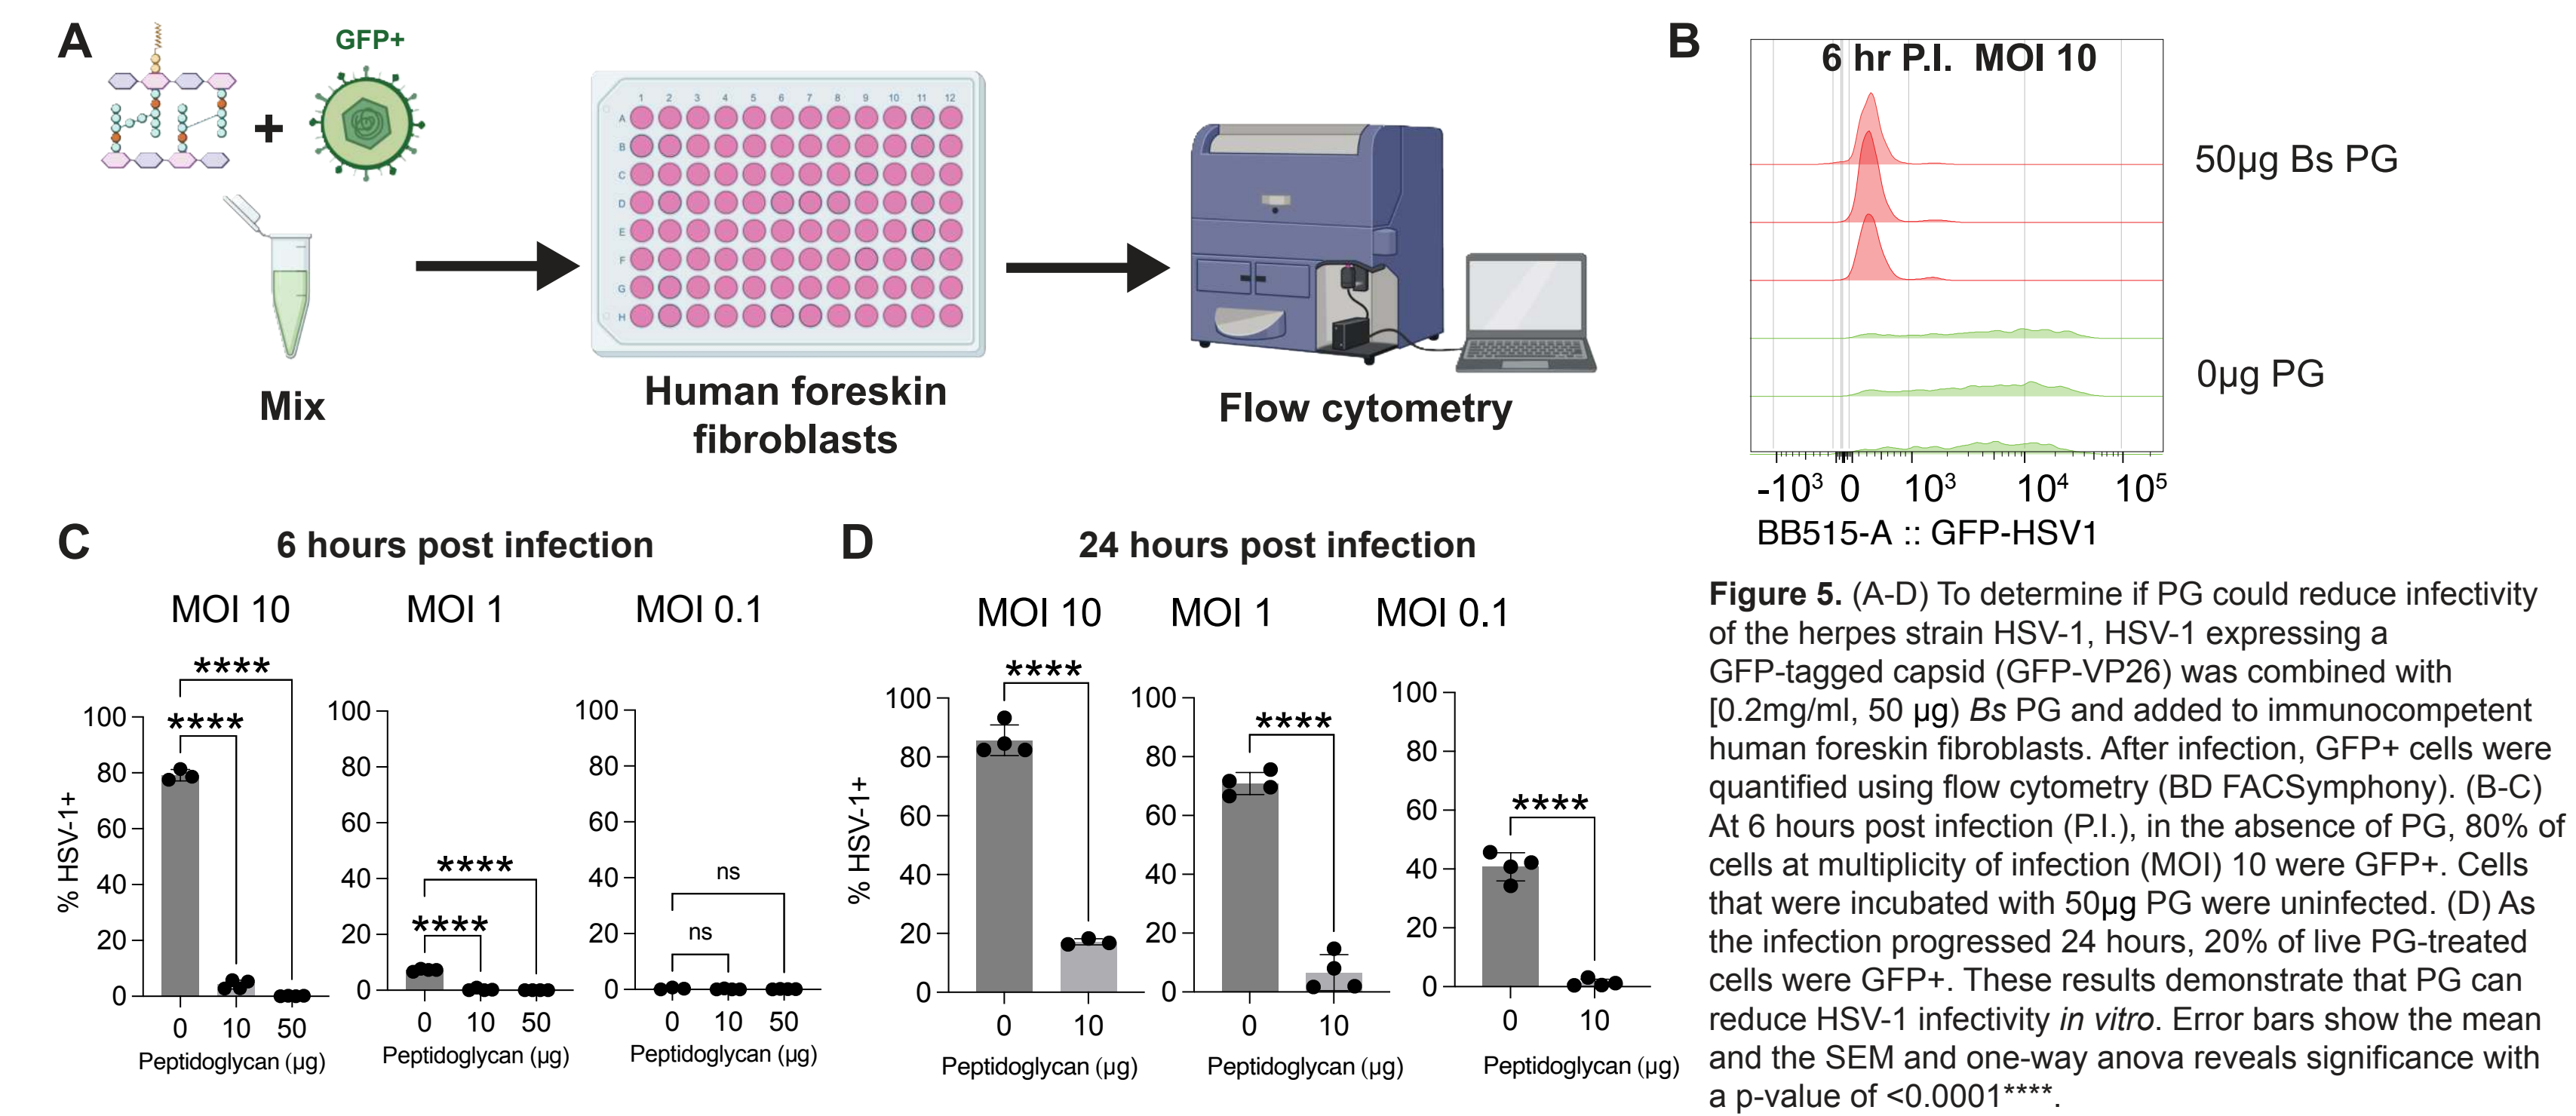 A
GFP+
+
Mix
1 2 3 4 5 6 7 8 9 10 11 12
A
B
C
D
E
F
G
H
Human foreskin
fibroblasts
Flow cytometry
B
6 hr P.I. MOI 10
50µg Bs PG
0µg PG
-10³ 0 10³ 10⁴ 10⁵
BB515-A :: GFP-HSV1
C
6 hours post infection
MOI 10
% HSV-1+
100
80
60
40
20
0
****
****
0 10 50
Peptidoglycan (µg)
MOI 1
100
80
60
40
20
0
****
****
0 10 50
Peptidoglycan (µg)
MOI 0.1
100
80
60
40
20
0
ns
ns
0 10 50
Peptidoglycan (µg)
D
24 hours post infection
MOI 10
% HSV-1+
100
80
60
40
20
0
****
0 10
Peptidoglycan (µg)
MOI 1
100
80
60
40
20
0
****
0 10
Peptidoglycan (µg)
MOI 0.1
100
80
60
40
20
0
****
0 10
Peptidoglycan (µg)
Figure 5. (A-D) To determine if PG could reduce infectivity
of the herpes strain HSV-1, HSV-1 expressing a
GFP-tagged capsid (GFP-VP26) was combined with
[0.2mg/ml, 50 µg) Bs PG and added to immunocompetent
human foreskin fibroblasts. After infection, GFP+ cells were
quantified using flow cytometry (BD FACSymphony). (B-C)
At 6 hours post infection (P.I.), in the absence of PG, 80% of
cells at multiplicity of infection (MOI) 10 were GFP+. Cells
that were incubated with 50µg PG were uninfected. (D) As
the infection progressed 24 hours, 20% of live PG-treated
cells were GFP+. These results demonstrate that PG can
reduce HSV-1 infectivity in vitro. Error bars show the mean
and the SEM and one-way anova reveals significance with
a p-value of <0.0001****.